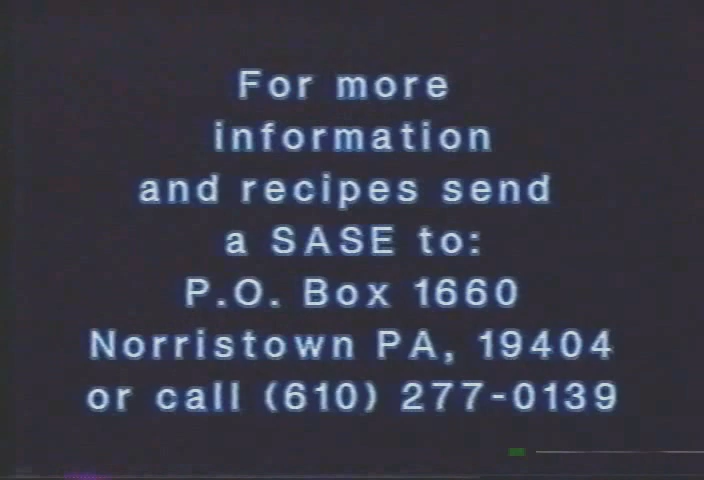 For more
information
and recipes send
a SASE to:
P.O. Box 1660
Norristown PA, 19404
or call (610) 277-0139